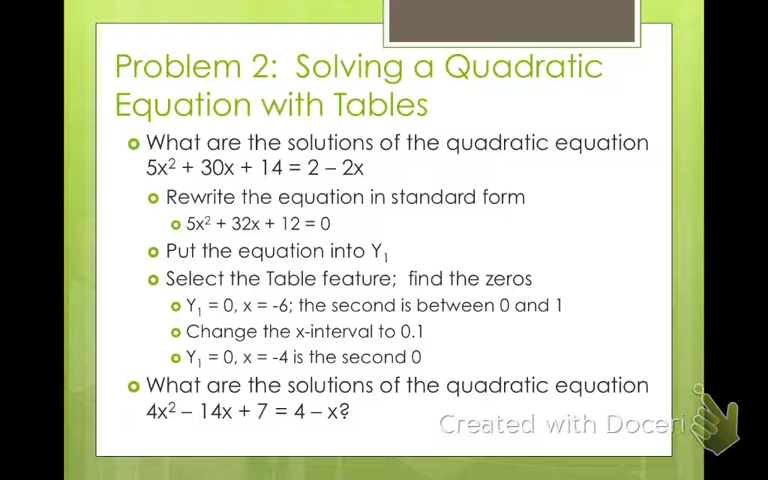 Problem 2: Solving a Quadratic
Equation with Tables
What are the solutions of the quadratic equation
5x² + 30x + 14 = 2 – 2x
Rewrite the equation in standard form
5x² + 32x + 12 = 0
Put the equation into Y₁
Select the Table feature; find the zeros
Y₁ = 0, x = -6; the second is between 0 and 1
Change the x-interval to 0.1
Y₁ = 0, x = -4 is the second 0
What are the solutions of the quadratic equation
4x² – 14x + 7 = 4 – x?
Created with Doceri